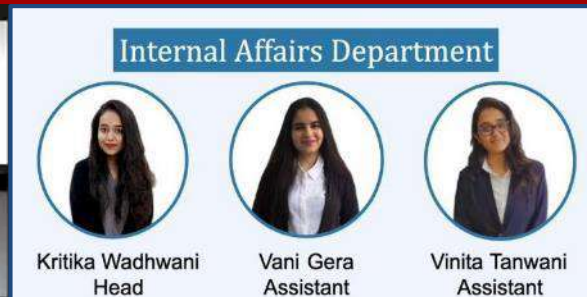 Internal Affairs Department
Kritika Wadhwani
Head
Vani Gera
Assistant
Vinita Tanwani
Assistant